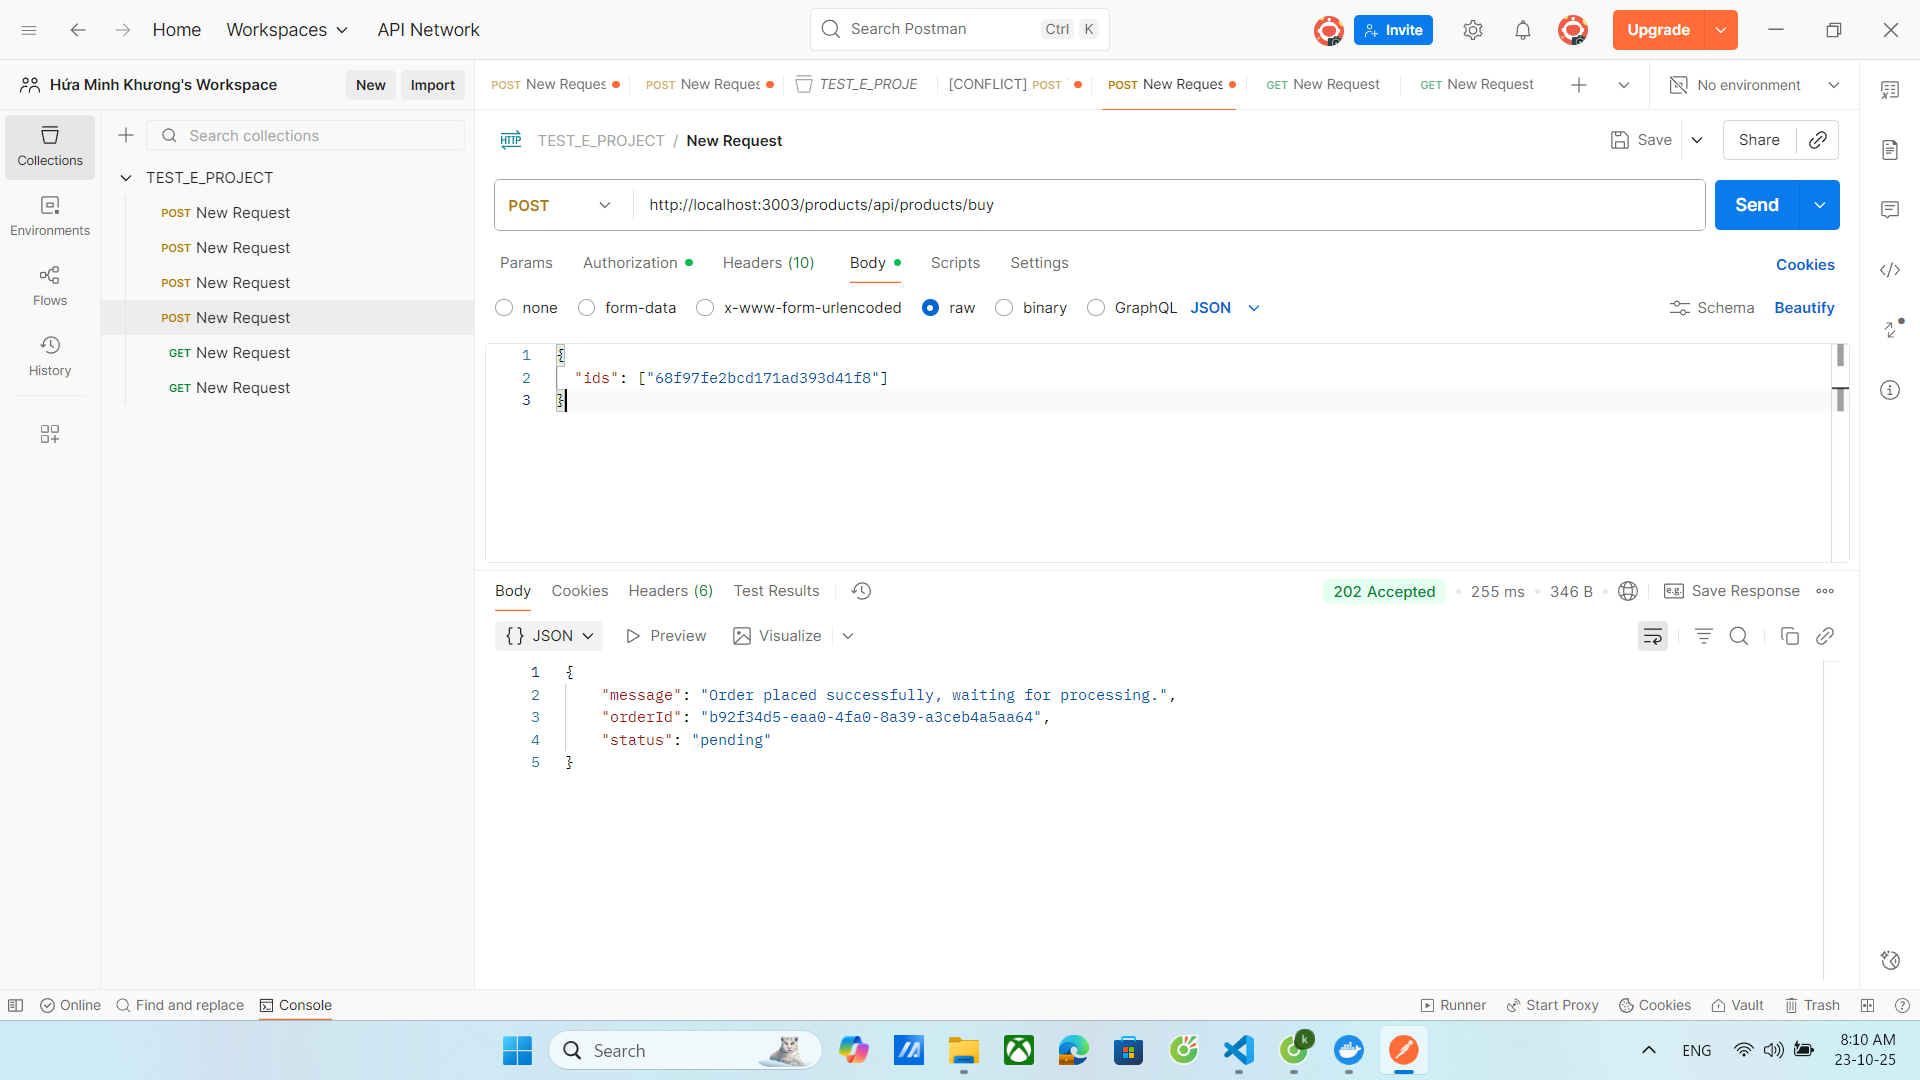 Home
Workspaces
API Network
Search Postman
Ctrl
K
Invite
Upgrade
Hứa Minh Khương's Workspace
New
Import
POST New Reques
POST New Reques
TEST_E_PROJE
[CONFLICT] POST
POST New Reques
GET New Request
GET New Request
No environment
Collections
Environments
Flows
History
Search collections
TEST_E_PROJECT
POST New Request
POST New Request
POST New Request
POST New Request
GET New Request
GET New Request
HTTP
TEST_E_PROJECT / New Request
Save
Share
POST
http://localhost:3003/products/api/products/buy
Send
Params
Authorization
Headers (10)
Body
Scripts
Settings
Cookies
none
form-data
x-www-form-urlencoded
raw
binary
GraphQL
JSON
Schema
Beautify
1 {
2 "ids": ["68f97fe2bcd171ad393d41f8"]
3 }
Body
Cookies
Headers (6)
Test Results
202 Accepted
255 ms
346 B
e.g.
Save Response
{} JSON
Preview
Visualize
1 {
2 "message": "Order placed successfully, waiting for processing.",
3 "orderId": "b92f34d5-eaa0-4fa0-8a39-a3ceb4a5aa64",
4 "status": "pending"
5 }
Online
Find and replace
Console
Runner
Start Proxy
Cookies
Vault
Trash
Search
k
ENG
8:10 AM
23-10-25